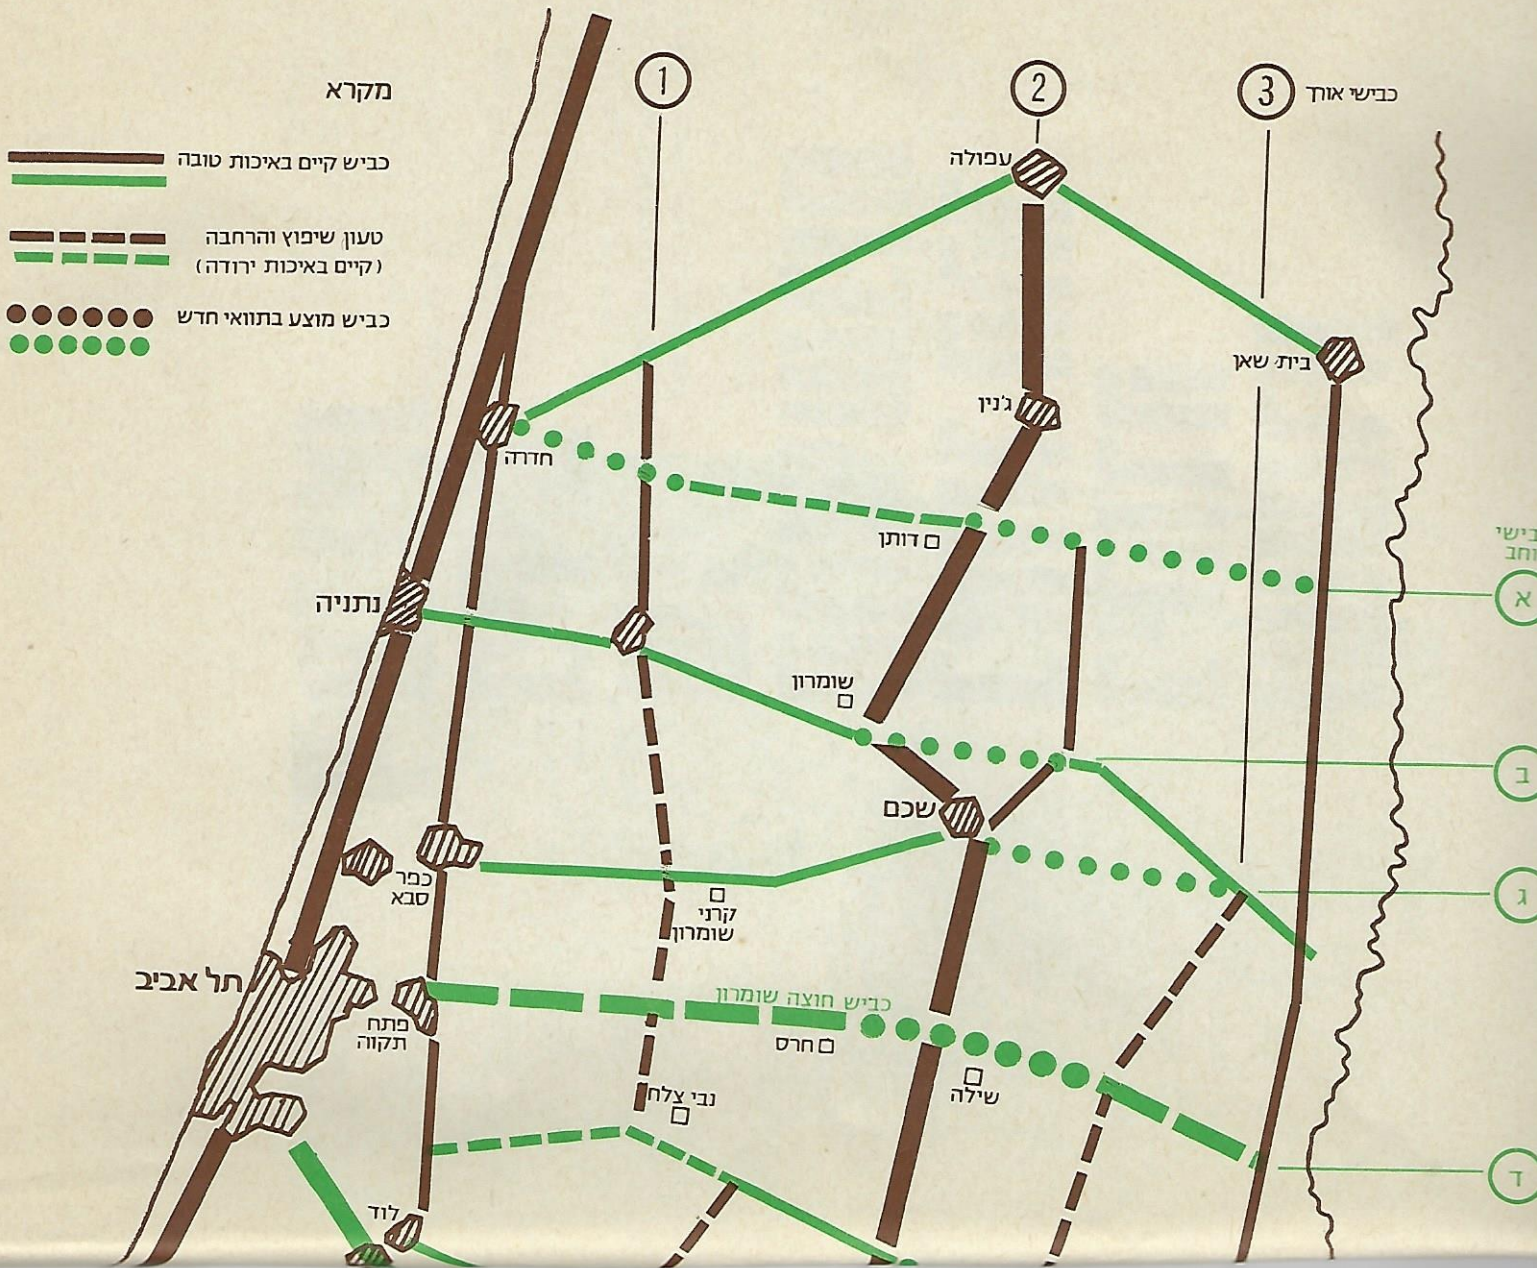 מקרא
כביש קיים באיכות טובה
טעון שיפוץ והרחבה
(קיים באיכות ירודה)
כביש מוצע בתוואי חדש
1
2
3
כבישי אורך
עפולה
בית שאן
ג'נין
חדרה
דותן
א
נתניה
שומרון
ב
שכם
כפר
סבא
קרני
שומרון
ג
תל אביב
כביש חוצה שומרון
פתח
תקוה
חרס
שילה
נבי צלח
ד
לוד